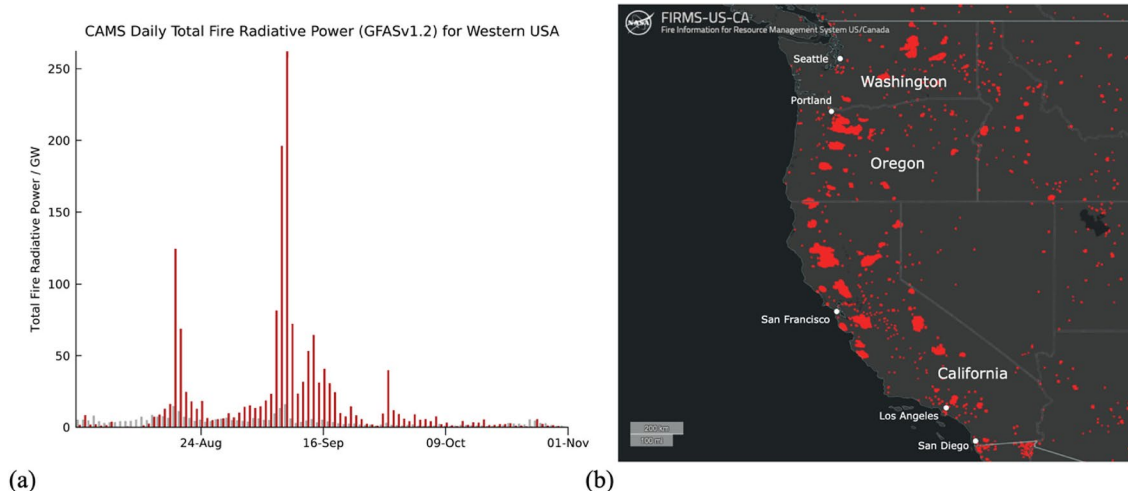 CAMS Daily Total Fire Radiative Power (GFASv1.2) for Western USA
Total Fire Radiative Power / GW
250
200
150
100
50
0
24-Aug
16-Sep
09-Oct
01-Nov
(a)
NASA
FIRMS-US-CA
Fire Information for Resource Management System US/Canada
Seattle
Washington
Portland
Oregon
San Francisco
California
Los Angeles
San Diego
200 km
100 mi
(b)